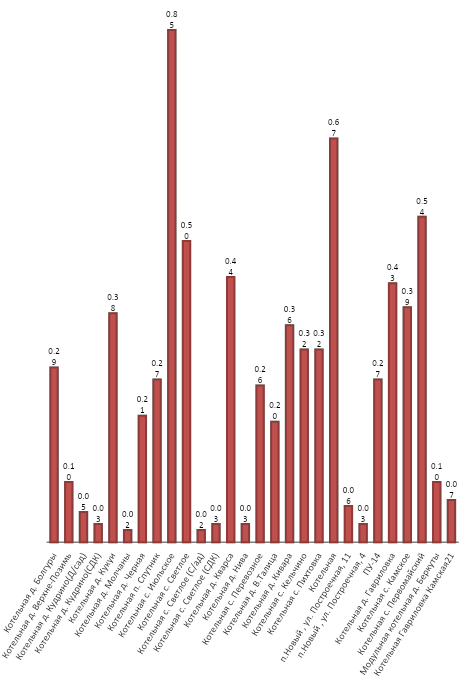 0.29
0.10
0.05
0.03
0.38
0.02
0.21
0.27
0.85
0.50
0.02
0.03
0.44
0.03
0.26
0.20
0.36
0.32
0.32
0.67
0.06
0.03
0.27
0.43
0.39
0.54
0.10
0.07
Котельная д. Болгуры
Котельная д. Верхне-Позимь
Котельная д. Кудрино(Д/сад)
Котельная д. Кудрино(СДК)
Котельная д. Кукуи
Котельная д. Молчаны
Котельная д. Черная
Котельная п. Спутник
Котельная с. Июльское
Котельная с. Светлое
Котельная с. Светлое (С/ад)
Котельная с. Светлое (СДК)
Котельная д. Кварса
Котельная д. Нива
Котельная с. Перевозное
Котельная д. В.Талица
Котельная д. Кивара
Котельная с. Кельчино
Котельная с. Пихтовка
Котельная
п.Новый , ул. Построечная, 11
п.Новый , ул. Построечная, 4
ПУ-14
Котельная д. Гавриловка
Котельная с. Камское
Котельная с. Первомайский
Модульная котельная д. Беркуты
Котельная Гавриловка Камская21